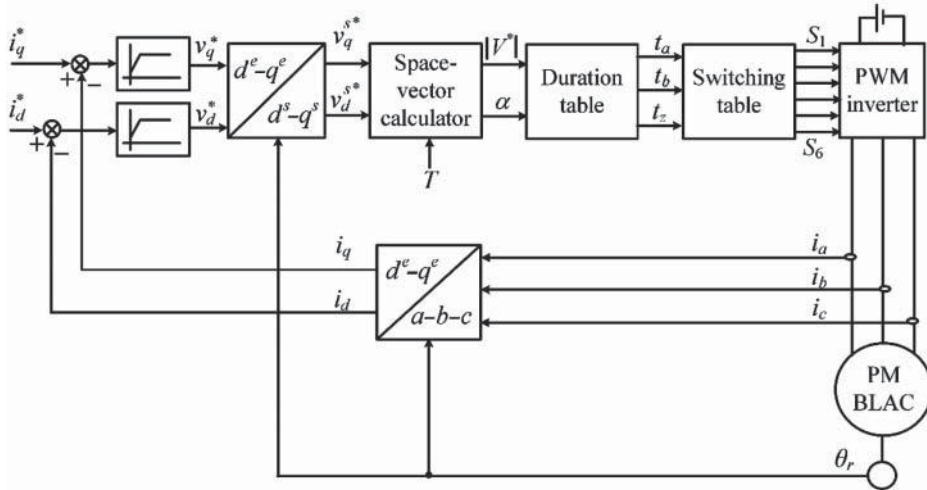 i_q^*
+
−
v_q^*
d^e–q^e
d^s–q^s
v_q^{s*}
v_d^{s*}
Space-
vector
calculator
T
|V^*|
α
Duration
table
t_a
t_b
t_z
Switching
table
S_1
S_6
PWM
inverter
i_d^*
+
−
v_d^*
i_q
i_d
d^e–q^e
a–b–c
i_a
i_b
i_c
PM
BLAC
θ_r